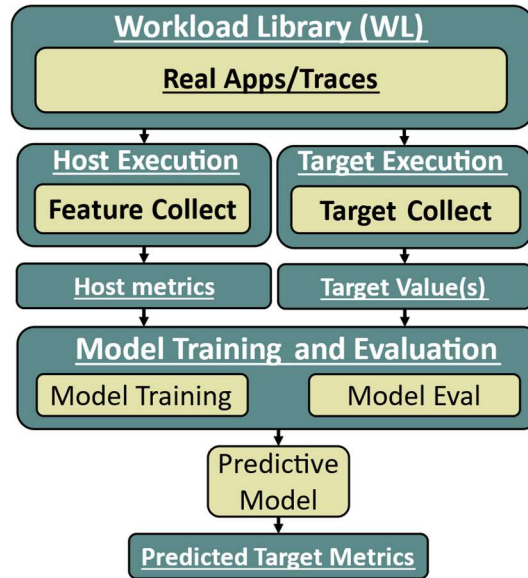 Workload Library (WL)
Real Apps/Traces
Host Execution
Feature Collect
Target Execution
Target Collect
Host metrics
Target Value(s)
Model Training and Evaluation
Model Training
Model Eval
Predictive
Model
Predicted Target Metrics